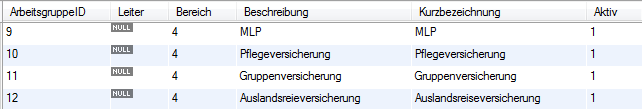 ArbeitsgruppeID Leiter Bereich Beschreibung Kurzbezeichnung Aktiv
9 NULL 4 MLP MLP 1
10 NULL 4 Pflegeversicherung Pflegeversicherung 1
11 NULL 4 Gruppenversicherung Gruppenversicherung 1
12 NULL 4 Auslandsreieversicherung Auslandsreiseversicherung 1